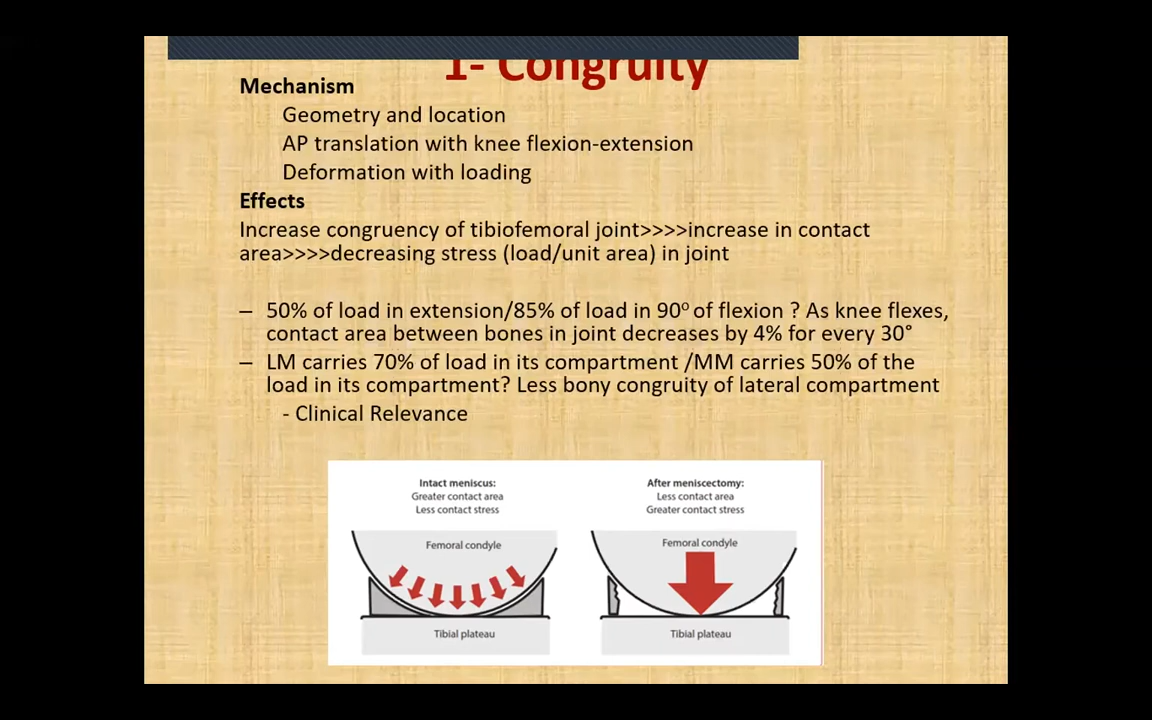 1- Congruity
Mechanism
Geometry and location
AP translation with knee flexion-extension
Deformation with loading
Effects
Increase congruency of tibiofemoral joint>>>>increase in contact
area>>>>decreasing stress (load/unit area) in joint
– 50% of load in extension/85% of load in 90⁰ of flexion ? As knee flexes,
contact area between bones in joint decreases by 4% for every 30°
– LM carries 70% of load in its compartment /MM carries 50% of the
load in its compartment? Less bony congruity of lateral compartment
- Clinical Relevance
Intact meniscus:
Greater contact area
Less contact stress
Femoral condyle
Tibial plateau
After meniscectomy:
Less contact area
Greater contact stress
Femoral condyle
Tibial plateau